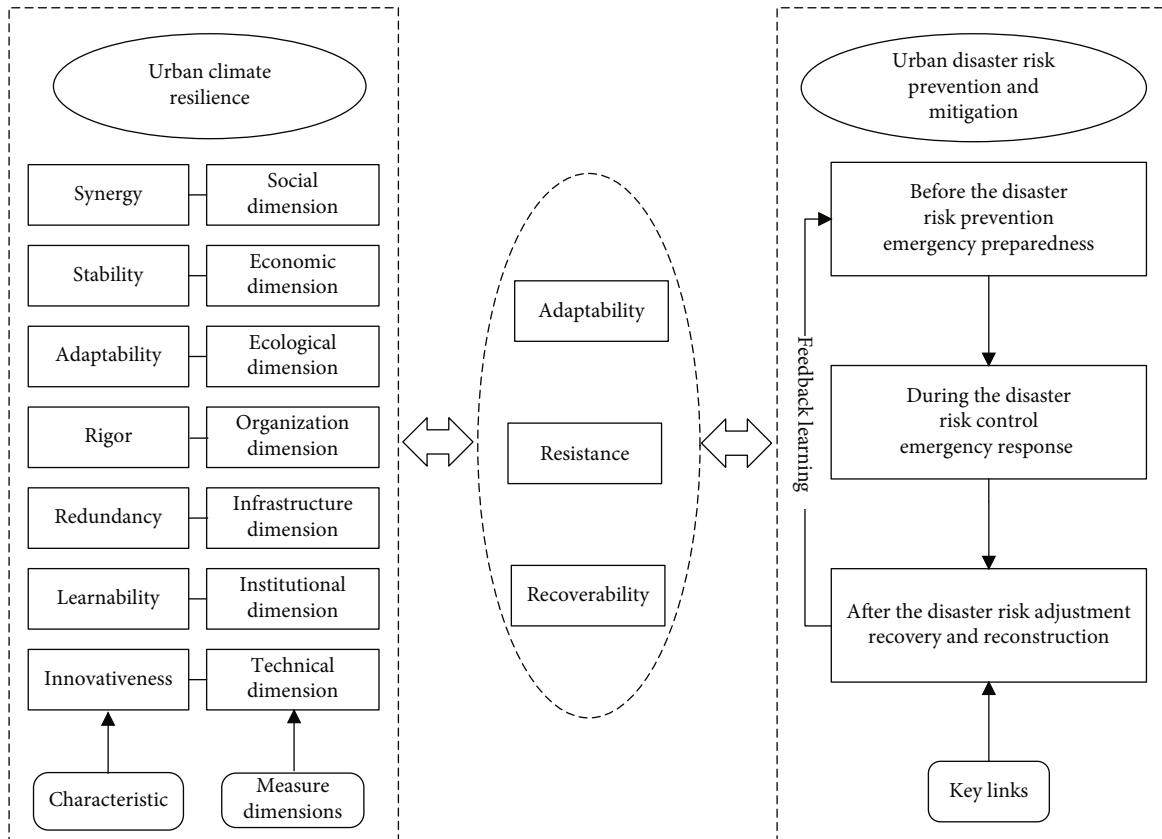 Urban climate
resilience
Synergy
Social
dimension
Stability
Economic
dimension
Adaptability
Ecological
dimension
Rigor
Organization
dimension
Redundancy
Infrastructure
dimension
Learnability
Institutional
dimension
Innovativeness
Technical
dimension
Characteristic
Measure
dimensions
Adaptability
Resistance
Recoverability
Urban disaster risk
prevention and
mitigation
Before the disaster
risk prevention
emergency preparedness
Feedback learning
During the disaster
risk control
emergency response
After the disaster risk adjustment
recovery and reconstruction
Key links